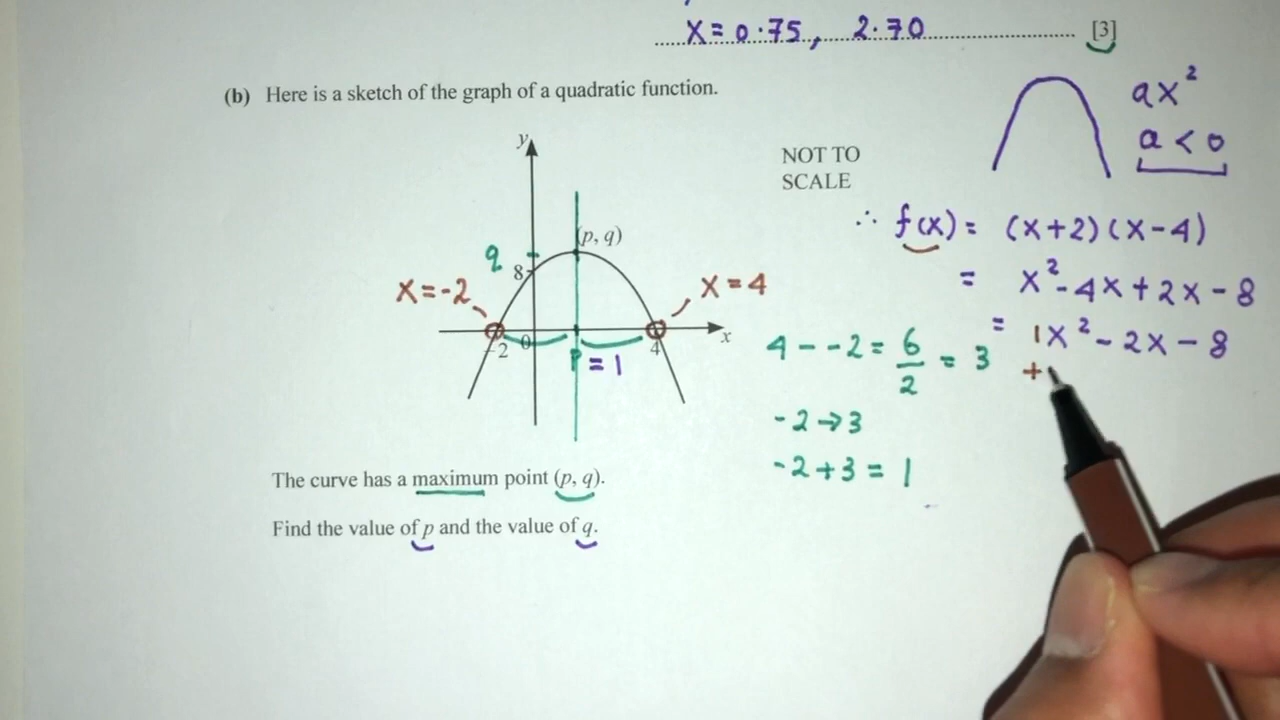 x = 0.75, 2.70 [3]
(b) Here is a sketch of the graph of a quadratic function.
ax²
a < 0
NOT TO
SCALE
y
(p, q)
q
8
x = -2
x = 4
-2
0
4
x
P = 1
∴ f(x) = (x+2)(x-4)
= x² - 4x + 2x - 8
= 1x² - 2x - 8
+
4 - -2 = 6/2 = 3
-2 → 3
-2 + 3 = 1
The curve has a maximum point (p, q).
Find the value of p and the value of q.